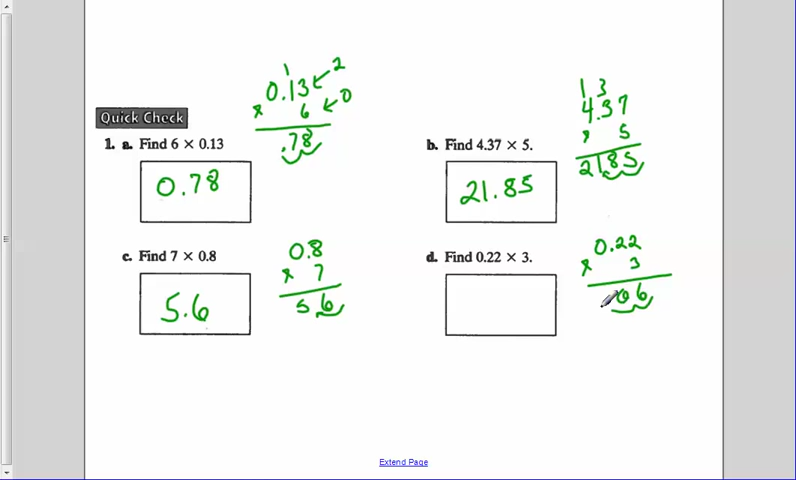 Quick Check
1. a. Find 6 × 0.13
0.78
1
0.13 2
× 6 0
.78
b. Find 4.37 × 5.
21.85
1 3
4.37
× 5
2185
c. Find 7 × 0.8
5.6
0.8
× 7
5 6
d. Find 0.22 × 3.
0.22
× 3
06
Extend Page